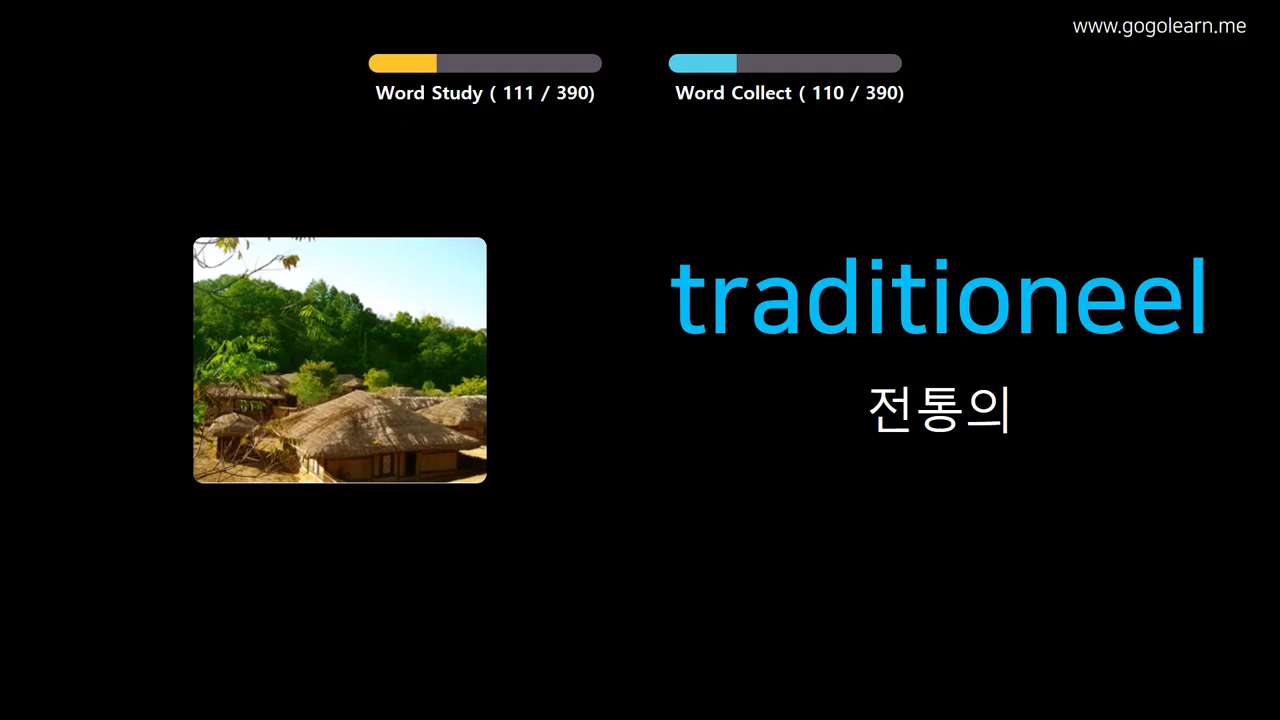 www.gogolearn.me
Word Study ( 111 / 390)
Word Collect ( 110 / 390)
traditioneel
전통의